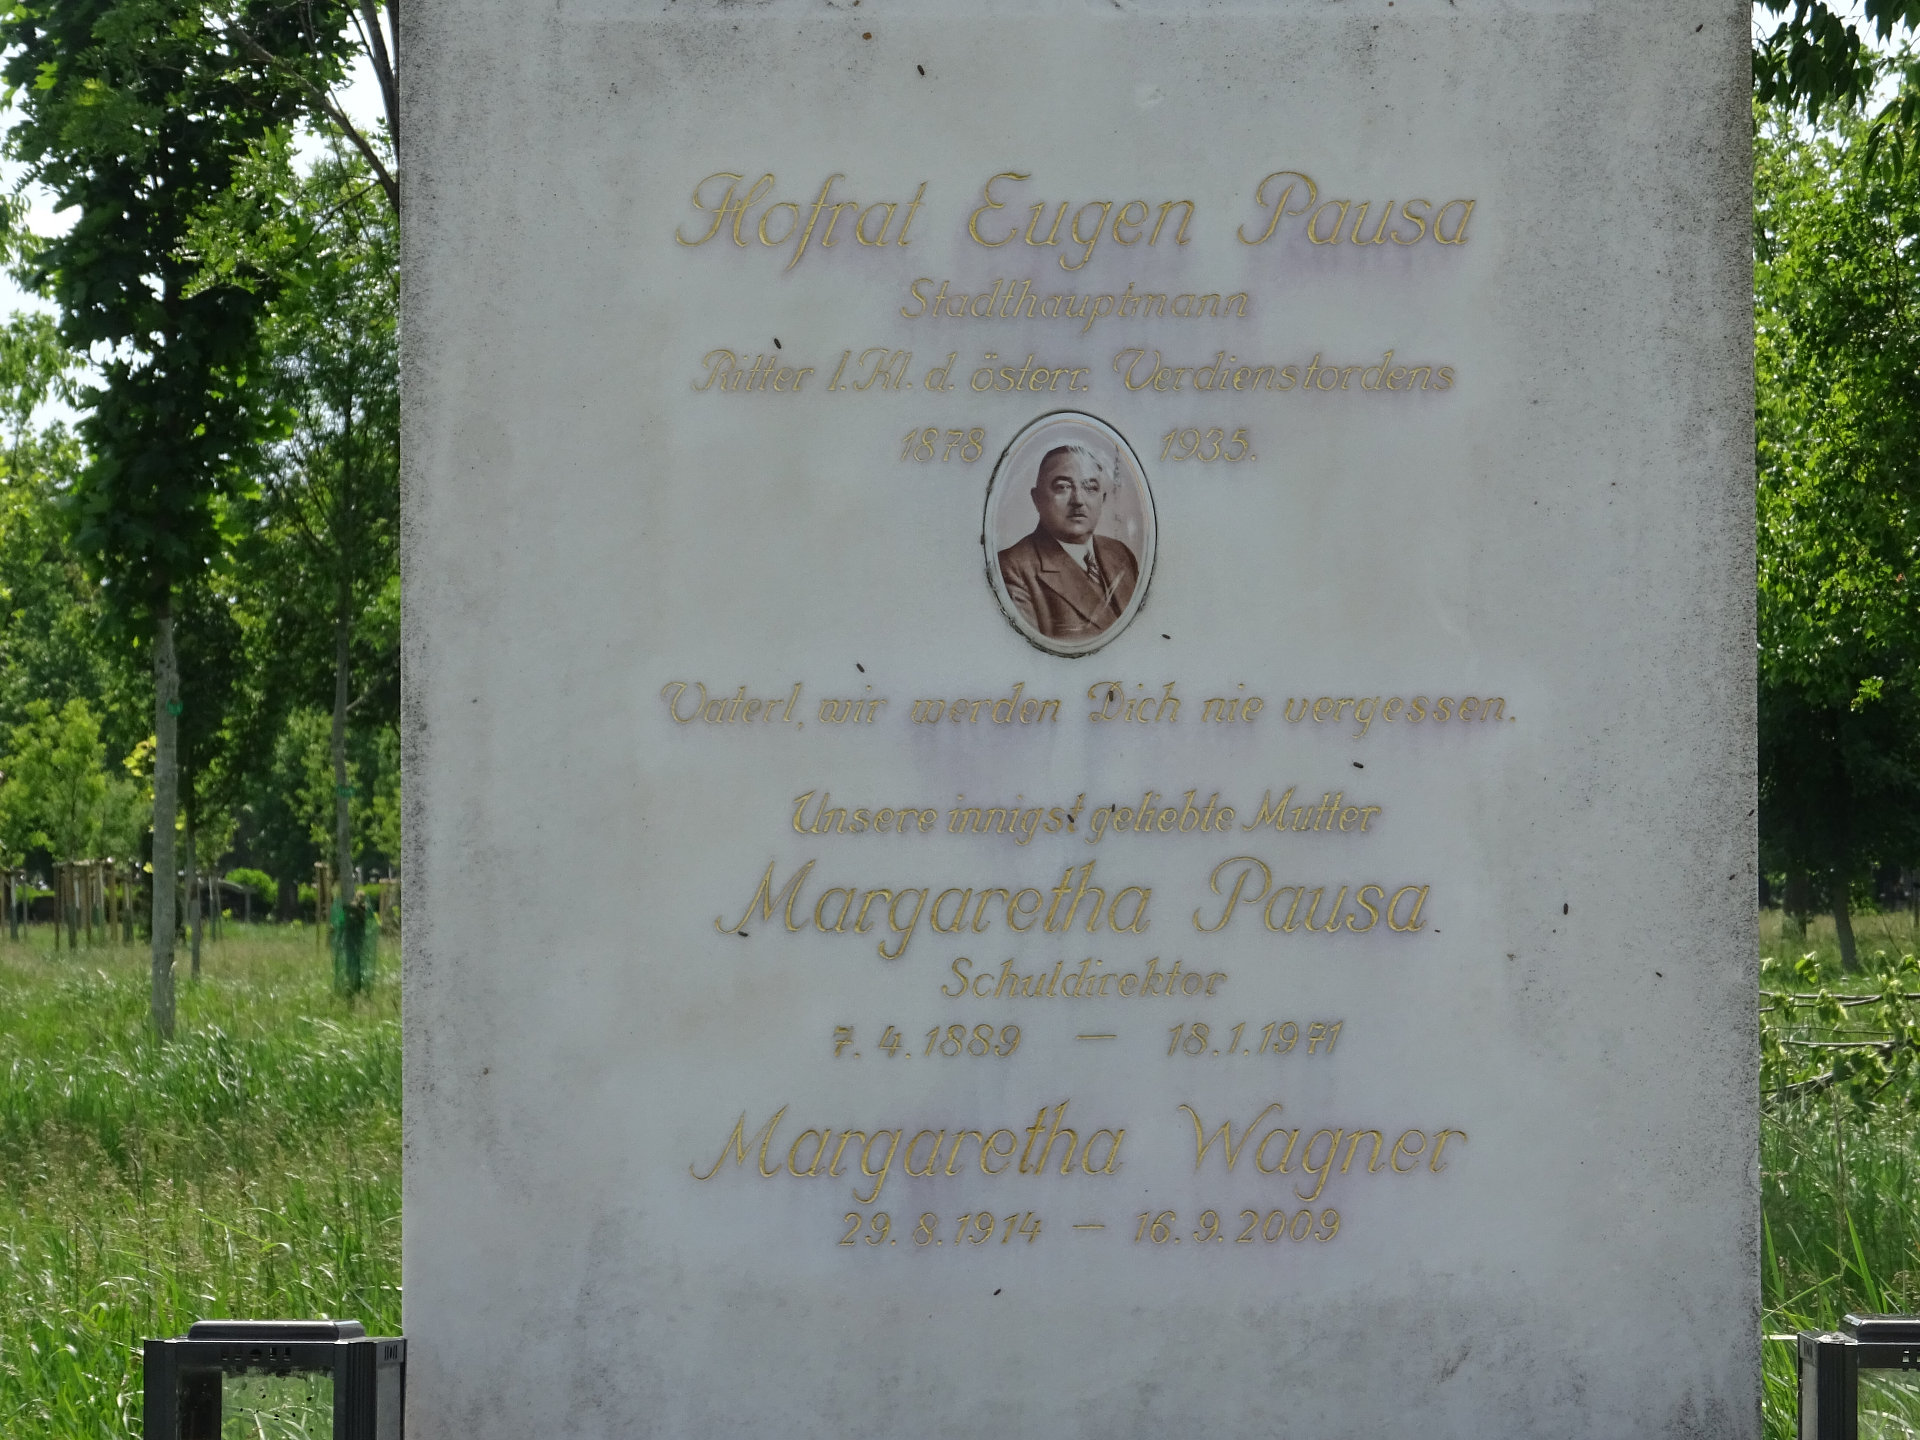 Hofrat Eugen Pausa
Stadthauptmann
Ritter I. Kl. d. österr. Verdienstordens
1878 1935.
Vaterl, wir werden Dich nie vergessen.
Unsere innigst geliebte Mutter
Margaretha Pausa
Schuldirektor
7. 4. 1889 — 18. 1. 1971
Margaretha Wagner
29. 8. 1914 — 16. 9. 2009